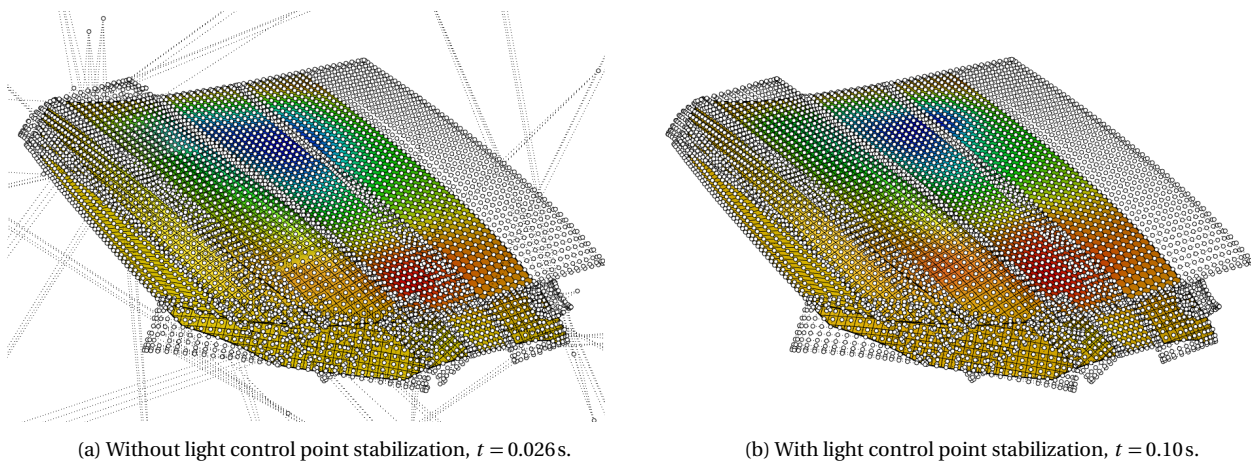 (a) Without light control point stabilization, t = 0.026 s.
(b) With light control point stabilization, t = 0.10 s.